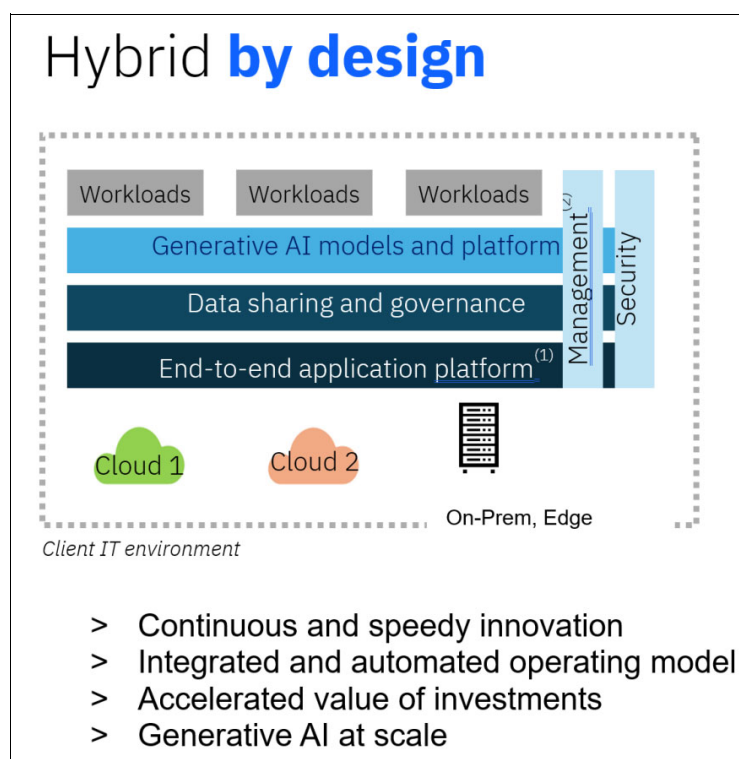 Hybrid by design
Workloads
Workloads
Workloads
Generative AI models and platform
Data sharing and governance
End-to-end application platform(1)
Management(2)
Security
Cloud 1
Cloud 2
On-Prem, Edge
Client IT environment
> Continuous and speedy innovation
> Integrated and automated operating model
> Accelerated value of investments
> Generative AI at scale